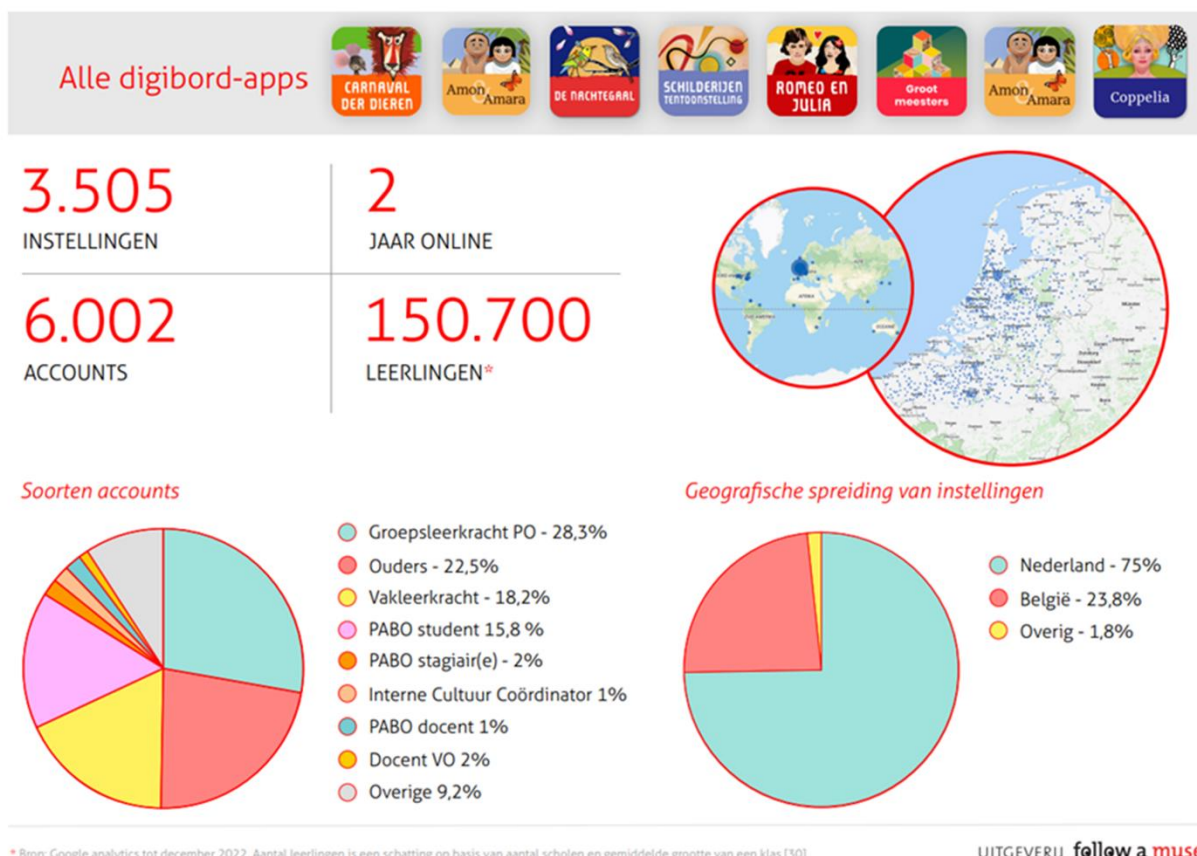 Alle digibord-apps
CARNAVAL
DER DIEREN
Amon
& Amara
DE NACHTEGAAL
SCHILDERIJEN
TENTOONSTELLING
ROMEO EN
JULIA
Groot
meesters
Amon
& Amara
Coppelia
3.505
INSTELLINGEN
2
JAAR ONLINE
6.002
ACCOUNTS
150.700
LEERLINGEN*
Soorten accounts
Groepsleerkracht PO - 28,3%
Ouders - 22,5%
Vakleerkracht - 18,2%
PABO student 15,8 %
PABO stagiair(e) - 2%
Interne Cultuur Coördinator 1%
PABO docent 1%
Docent VO 2%
Overige 9,2%
Geografische spreiding van instellingen
Nederland - 75%
België - 23,8%
Overig - 1,8%
* Bron: Google analytics tot december 2022. Aantal leerlingen is een schatting op basis van aantal scholen en gemiddelde grootte van een klas [30]
UITGEVERIJ follow a muse